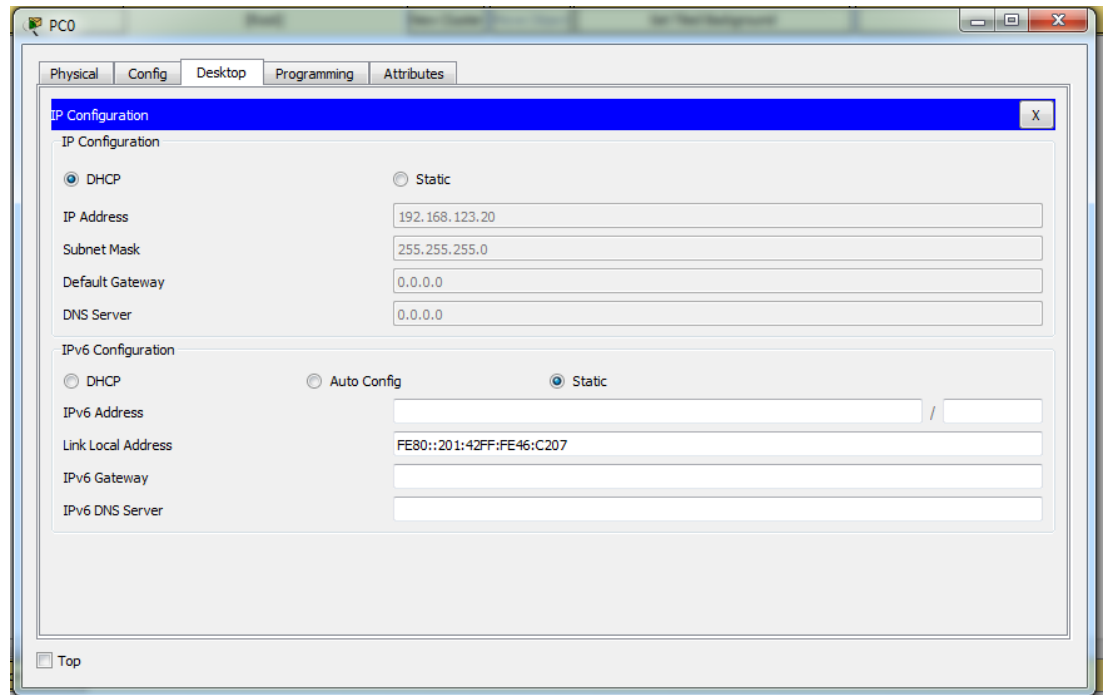 PC0
Physical Config Desktop Programming Attributes
IP Configuration X
IP Configuration
DHCP Static
IP Address 192.168.123.20
Subnet Mask 255.255.255.0
Default Gateway 0.0.0.0
DNS Server 0.0.0.0
IPv6 Configuration
DHCP Auto Config Static
IPv6 Address /
Link Local Address FE80::201:42FF:FE46:C207
IPv6 Gateway
IPv6 DNS Server
Top